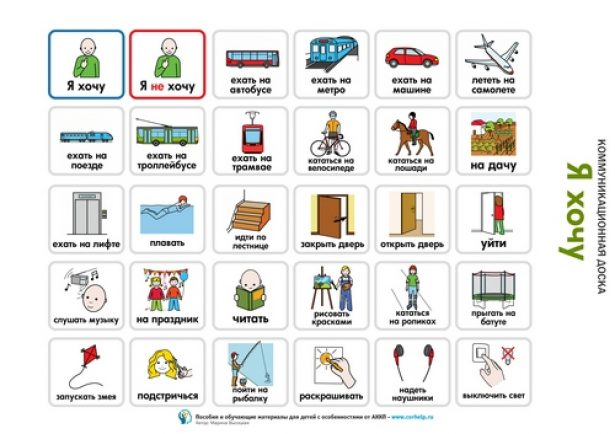 Я хочу
Я не хочу
ехать на
автобусе
ехать на
метро
ехать на
машине
лететь на
самолете
ехать на
поезде
ехать на
троллейбусе
ехать на
трамвае
кататься на
велосипеде
кататься на
лошади
на дачу
ехать на лифте
плавать
идти по
лестнице
закрыть дверь
открыть дверь
уйти
слушать музыку
на праздник
читать
рисовать
красками
кататься
на роликах
прыгать на
батуте
запускать змея
подстричься
пойти на
рыбалку
раскрашивать
надеть
наушники
выключить свет
КОММУНИКАЦИОННАЯ ДОСКА
Я хочу
Пособия и обучающие материалы для детей с особенностями от АНКП – www.corhelp.ru
Автор: Марина Высоцкая